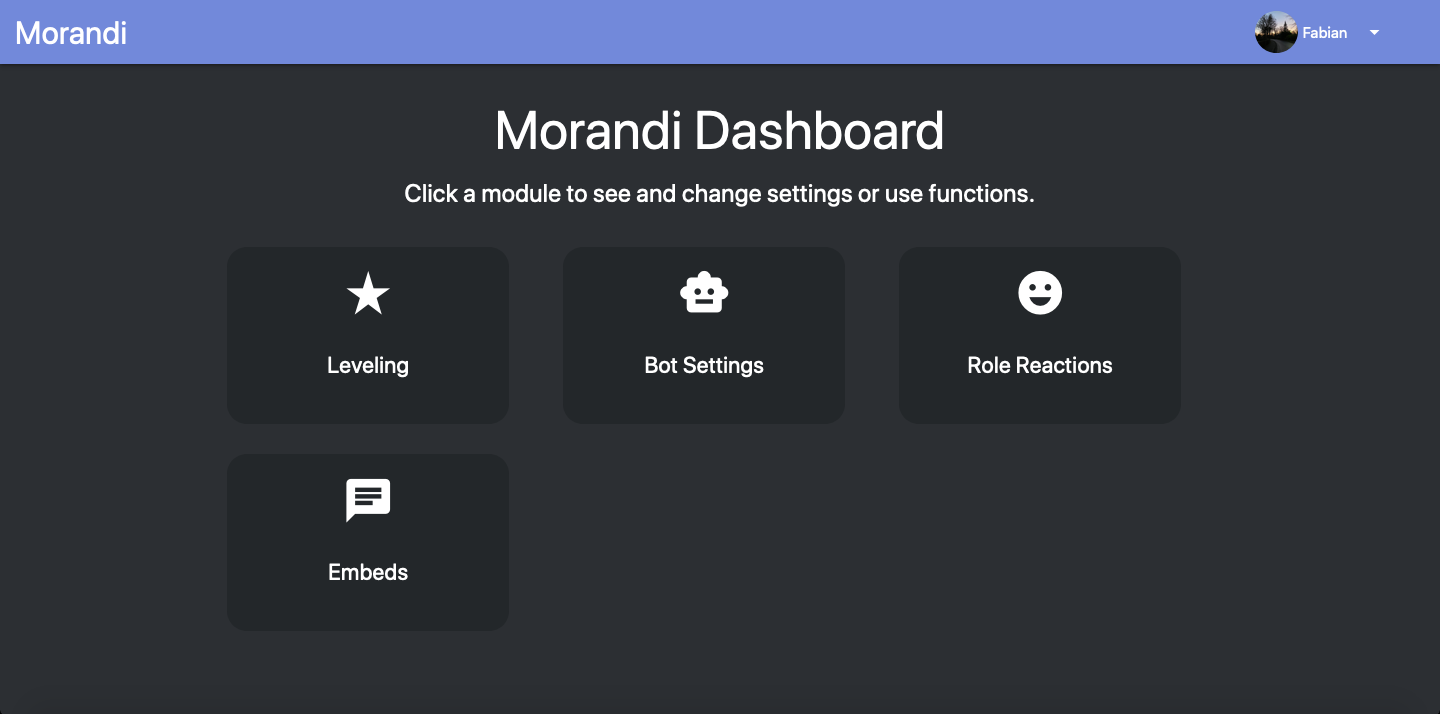 Morandi
Fabian
Morandi Dashboard
Click a module to see and change settings or use functions.
Leveling
Bot Settings
Role Reactions
Embeds